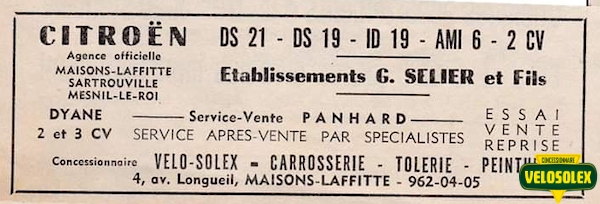 CITROËN DS 21 - DS 19 - ID 19 - AMI 6 - 2 CV
Agence officielle
MAISONS-LAFFITTE
SARTROUVILLE
MESNIL-LE-ROI
Etablissements G. SELIER et Fils
DYANE
2 et 3 CV
Service-Vente PANHARD
SERVICE APRES-VENTE PAR SPECIALISTES
ESSAI
VENTE
REPRISE
Concessionnaire VELO-SOLEX - CARROSSERIE - TOLERIE -
4, av. Longueil, MAISONS-LAFFITTE - 962-04-05
CONCESSIONNAIRE
VELOSOLEX